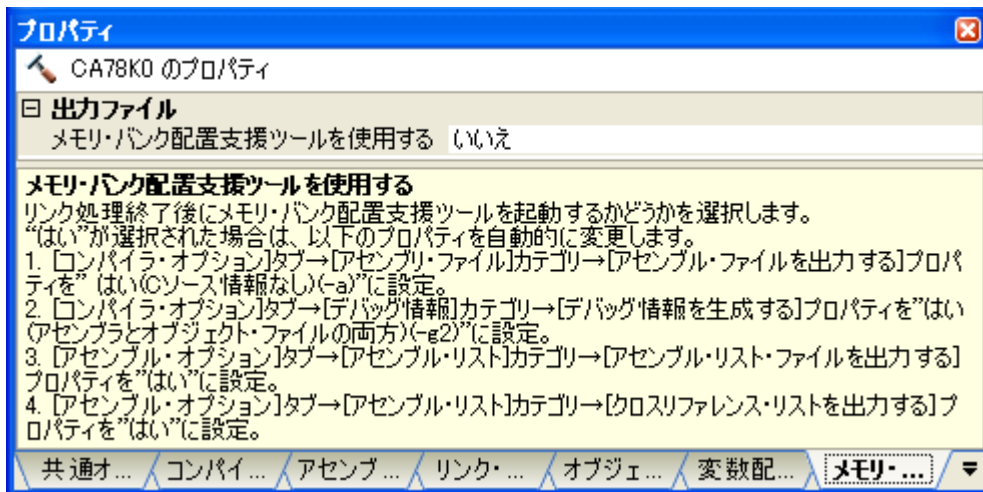 プロパティ
CA78K0 のプロパティ
出力ファイル
メモリ・バンク配置支援ツールを使用する いいえ
メモリ・バンク配置支援ツールを使用する
リンク処理終了後にメモリ・バンク配置支援ツールを起動するかどうかを選択します。
“はい”が選択された場合は、以下のプロパティを自動的に変更します。
1. [コンパイラ・オプション]タブ→[アセンブリ・ファイル]カテゴリ→[アセンブル・ファイルを出力する]プロパ
ティを” はい(Cソース情報なし)(-a)”に設定。
2. [コンパイラ・オプション]タブ→[デバッグ情報]カテゴリ→[デバッグ情報を生成する]プロパティを”はい
(アセンブラとオブジェクト・ファイルの両方)(-g2)”に設定。
3. [アセンブル・オプション]タブ→[アセンブル・リスト]カテゴリ→[アセンブル・リスト・ファイルを出力する]
プロパティを”はい”に設定。
4. [アセンブル・オプション]タブ→[アセンブル・リスト]カテゴリ→[クロスリファレンス・リストを出力する]プ
ロパティを”はい”に設定。
共通オ... コンパイ... アセンブ... リンク・... オブジェ... 変数配... メモリ・...